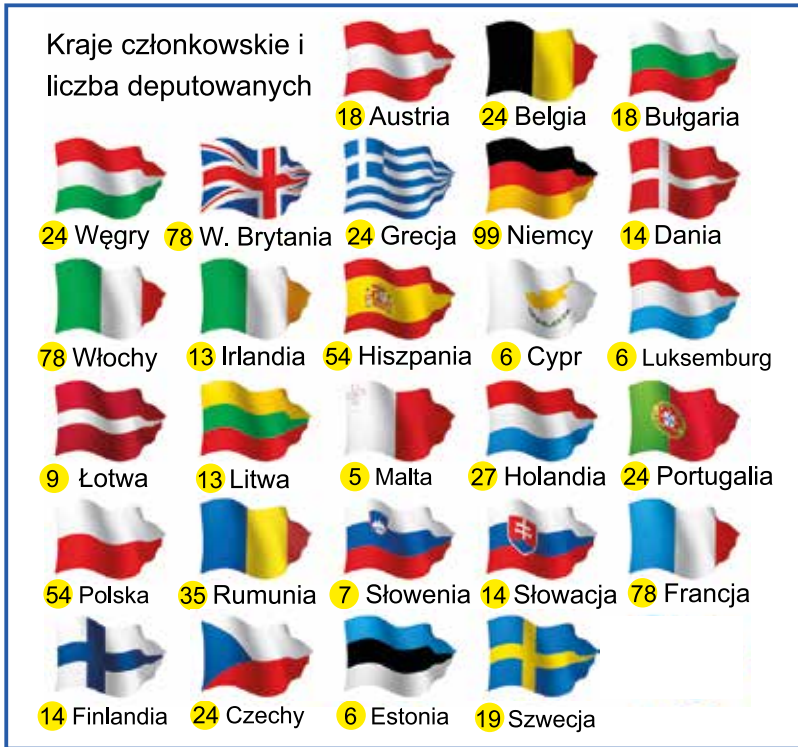 Kraje członkowskie i
liczba deputowanych
18 Austria
24 Belgia
18 Bułgaria
24 Węgry
78 W. Brytania
24 Grecja
99 Niemcy
14 Dania
78 Włochy
13 Irlandia
54 Hiszpania
6 Cypr
6 Luksemburg
9 Łotwa
13 Litwa
5 Malta
27 Holandia
24 Portugalia
54 Polska
35 Rumunia
7 Słowenia
14 Słowacja
78 Francja
14 Finlandia
24 Czechy
6 Estonia
19 Szwecja